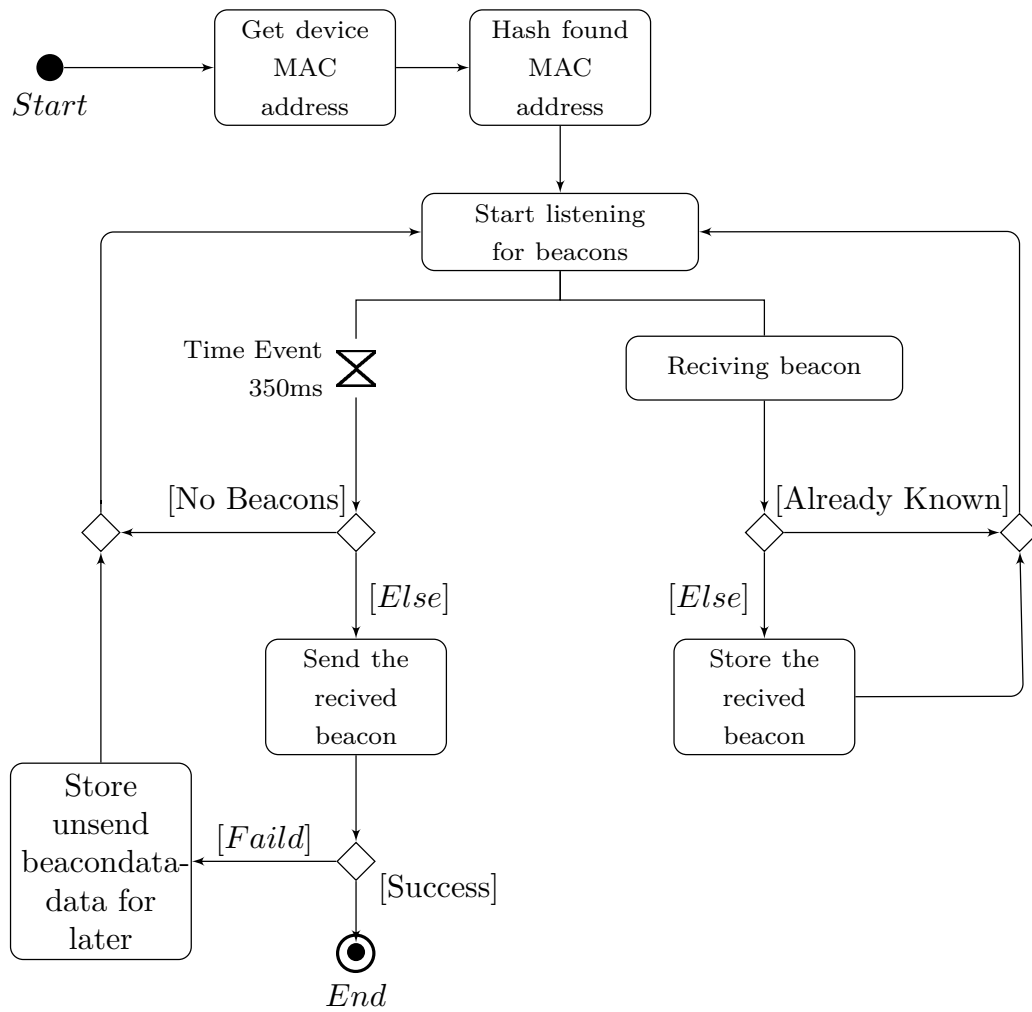 Get device
MAC
address
Hash found
MAC
address
Start
Start listening
for beacons
Time Event
350ms
Reciving beacon
[No Beacons]
[Already Known]
[Else]
[Else]
Send the
recived
beacon
Store the
recived
beacon
Store
unsend
beacondata-
data for
later
[Faild]
[Success]
End